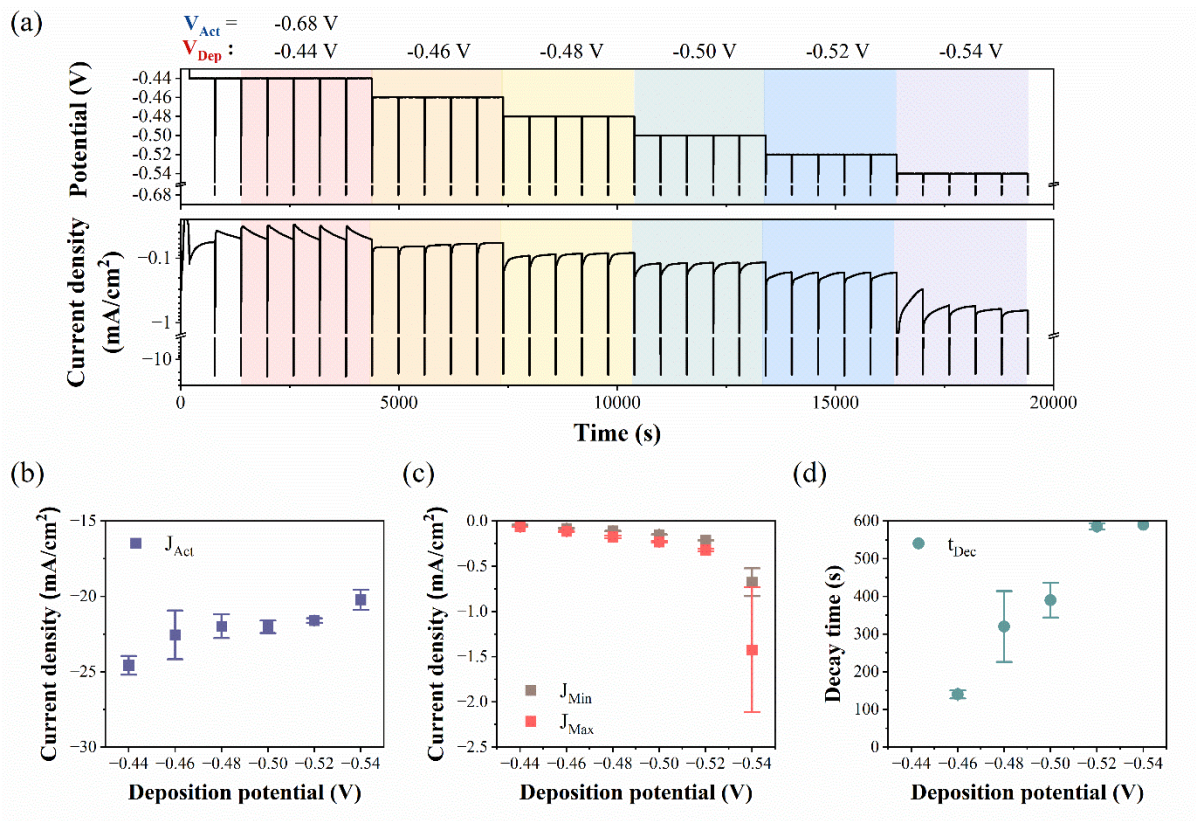 (a)
V_Act = -0.68 V
V_Dep : -0.44 V -0.46 V -0.48 V -0.50 V -0.52 V -0.54 V
Potential (V)
-0.44
-0.46
-0.48
-0.50
-0.52
-0.54
-0.68
Current density (mA/cm²)
-0.1
-1
-10
0 5000 10000 15000 20000
Time (s)
(b)
Current density (mA/cm²)
-15
-20
-25
-30
J_Act
-0.44 -0.46 -0.48 -0.50 -0.52 -0.54
Deposition potential (V)
(c)
Current density (mA/cm²)
0.0
-0.5
-1.0
-1.5
-2.0
-2.5
J_Min
J_Max
-0.44 -0.46 -0.48 -0.50 -0.52 -0.54
Deposition potential (V)
(d)
Decay time (s)
600
500
400
300
200
100
0
t_Dec
-0.44 -0.46 -0.48 -0.50 -0.52 -0.54
Deposition potential (V)